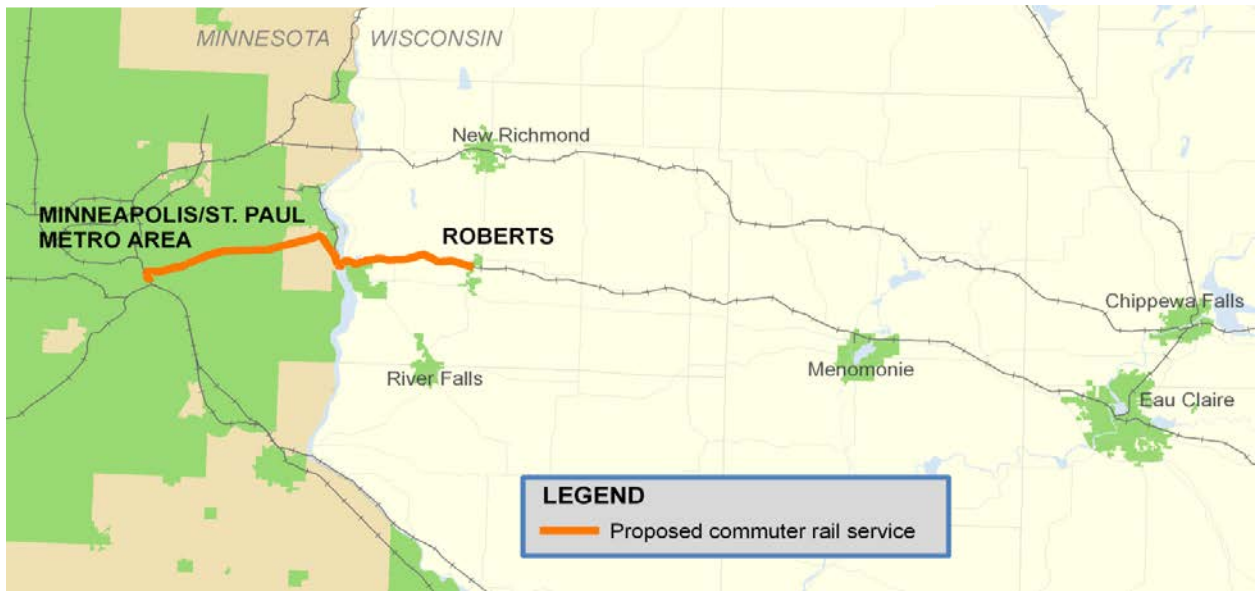 MINNESOTA WISCONSIN
New Richmond
MINNEAPOLIS/ST. PAUL
METRO AREA
ROBERTS
Chippewa Falls
River Falls
Menomonie
Eau Claire
LEGEND
Proposed commuter rail service